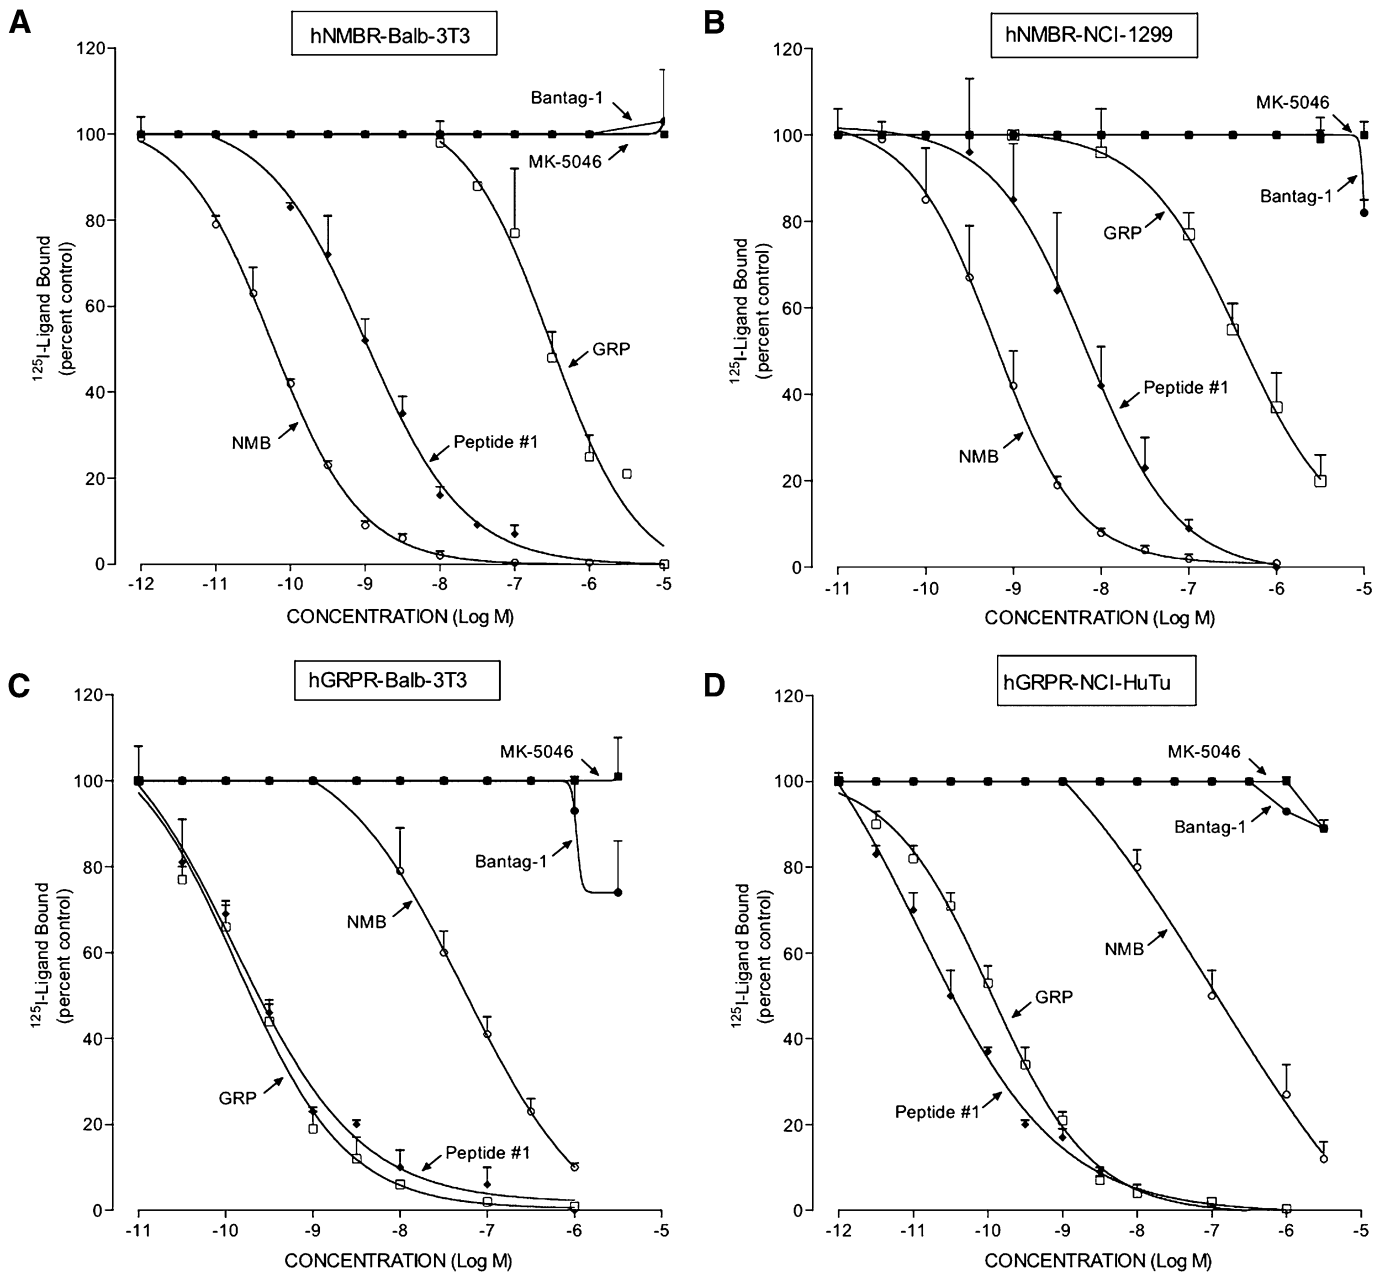 A
hNMBR-Balb-3T3
120
100
80
60
40
20
0
¹²⁵I-Ligand Bound
(percent control)
Bantag-1
MK-5046
GRP
NMB
Peptide #1
-12
-11
-10
-9
-8
-7
-6
-5
CONCENTRATION (Log M)
B
hNMBR-NCI-1299
120
100
80
60
40
20
0
¹²⁵I-Ligand Bound
(percent control)
MK-5046
Bantag-1
GRP
Peptide #1
NMB
-11
-10
-9
-8
-7
-6
-5
CONCENTRATION (Log M)
C
hGRPR-Balb-3T3
120
100
80
60
40
20
0
¹²⁵I-Ligand Bound
(percent control)
MK-5046
Bantag-1
NMB
GRP
Peptide #1
-11
-10
-9
-8
-7
-6
-5
CONCENTRATION (Log M)
D
hGRPR-NCI-HuTu
120
100
80
60
40
20
0
¹²⁵I-Ligand Bound
(percent control)
MK-5046
Bantag-1
NMB
GRP
Peptide #1
-12
-11
-10
-9
-8
-7
-6
-5
CONCENTRATION (Log M)